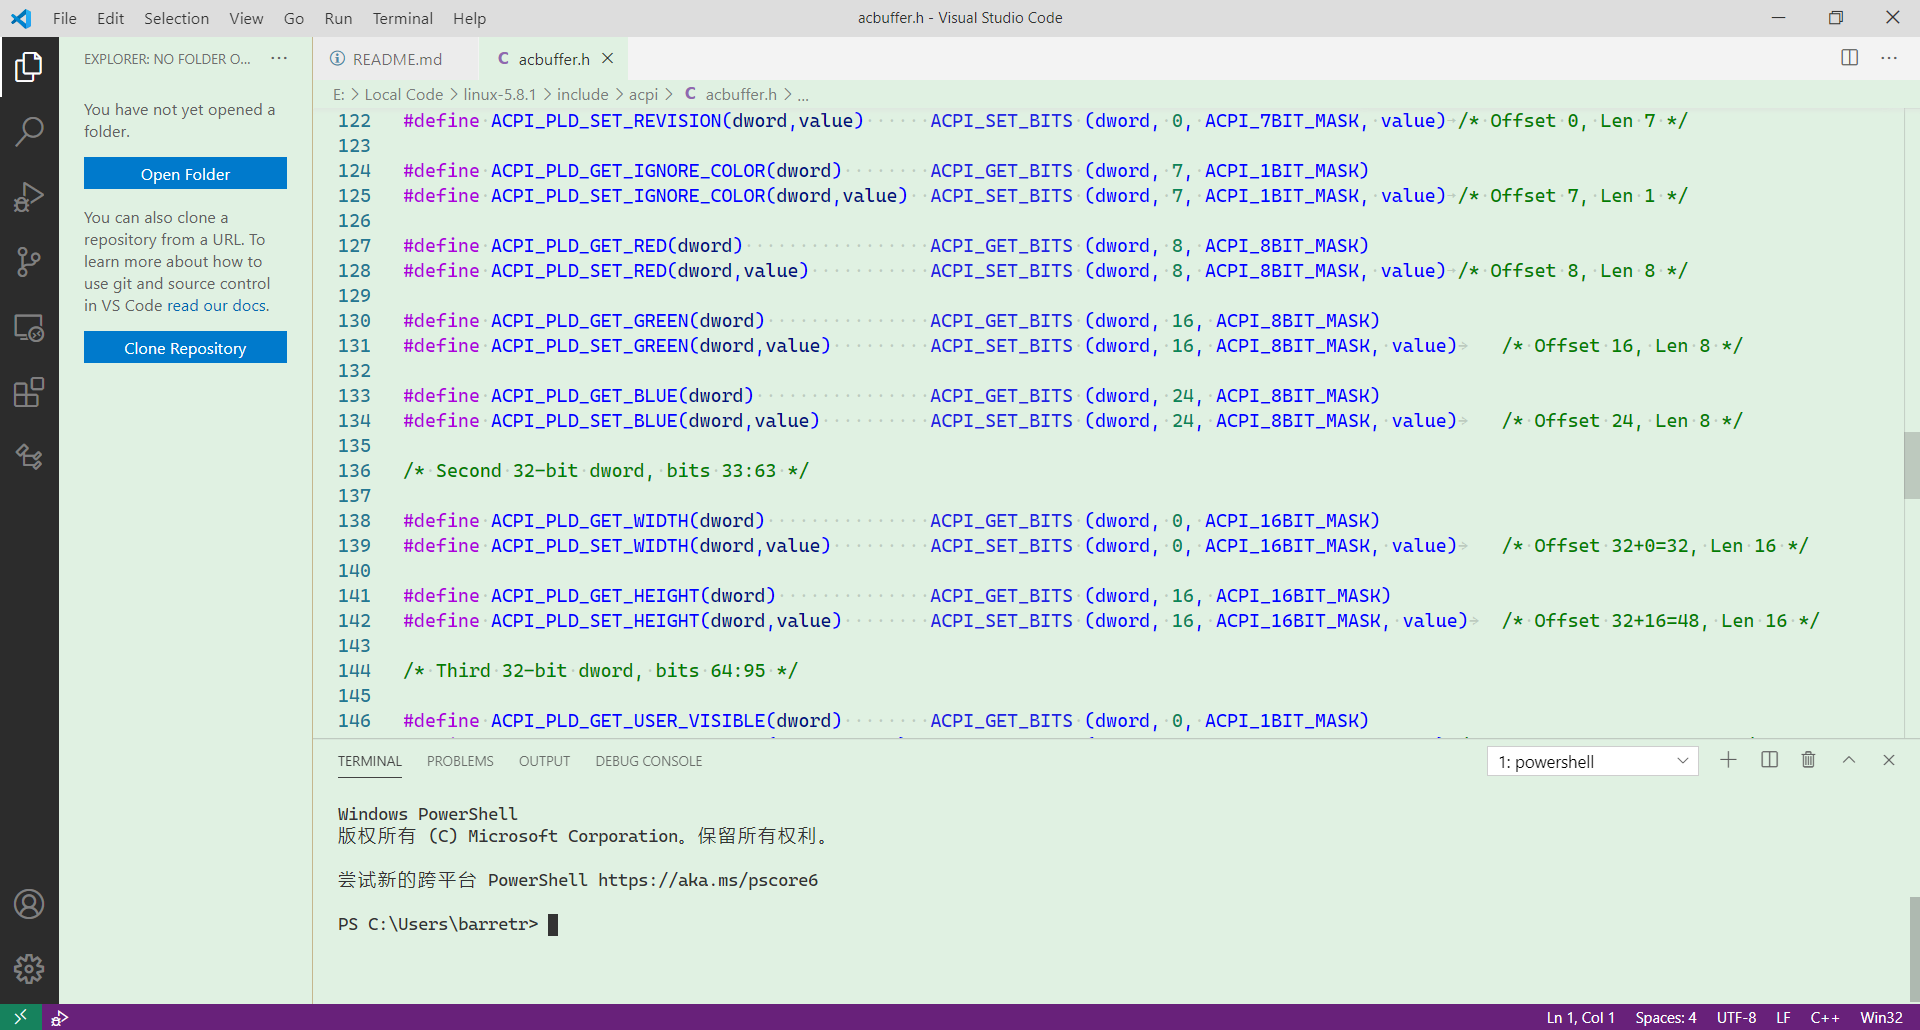 File Edit Selection View Go Run Terminal Help acbuffer.h - Visual Studio Code
EXPLORER: NO FOLDER O... ···
You have not yet opened a
folder.
Open Folder
You can also clone a
repository from a URL. To
learn more about how to
use git and source control
in VS Code read our docs.
Clone Repository
README.md
C acbuffer.h
E: > Local Code > linux-5.8.1 > include > acpi > C acbuffer.h > ...
122 #define ACPI_PLD_SET_REVISION(dword,value) ACPI_SET_BITS (dword, 0, ACPI_7BIT_MASK, value) /* Offset 0, Len 7 */
123
124 #define ACPI_PLD_GET_IGNORE_COLOR(dword) ACPI_GET_BITS (dword, 7, ACPI_1BIT_MASK)
125 #define ACPI_PLD_SET_IGNORE_COLOR(dword,value) ACPI_SET_BITS (dword, 7, ACPI_1BIT_MASK, value) /* Offset 7, Len 1 */
126
127 #define ACPI_PLD_GET_RED(dword) ACPI_GET_BITS (dword, 8, ACPI_8BIT_MASK)
128 #define ACPI_PLD_SET_RED(dword,value) ACPI_SET_BITS (dword, 8, ACPI_8BIT_MASK, value) /* Offset 8, Len 8 */
129
130 #define ACPI_PLD_GET_GREEN(dword) ACPI_GET_BITS (dword, 16, ACPI_8BIT_MASK)
131 #define ACPI_PLD_SET_GREEN(dword,value) ACPI_SET_BITS (dword, 16, ACPI_8BIT_MASK, value) /* Offset 16, Len 8 */
132
133 #define ACPI_PLD_GET_BLUE(dword) ACPI_GET_BITS (dword, 24, ACPI_8BIT_MASK)
134 #define ACPI_PLD_SET_BLUE(dword,value) ACPI_SET_BITS (dword, 24, ACPI_8BIT_MASK, value) /* Offset 24, Len 8 */
135
136 /* Second 32-bit dword, bits 33:63 */
137
138 #define ACPI_PLD_GET_WIDTH(dword) ACPI_GET_BITS (dword, 0, ACPI_16BIT_MASK)
139 #define ACPI_PLD_SET_WIDTH(dword,value) ACPI_SET_BITS (dword, 0, ACPI_16BIT_MASK, value) /* Offset 32+0=32, Len 16 */
140
141 #define ACPI_PLD_GET_HEIGHT(dword) ACPI_GET_BITS (dword, 16, ACPI_16BIT_MASK)
142 #define ACPI_PLD_SET_HEIGHT(dword,value) ACPI_SET_BITS (dword, 16, ACPI_16BIT_MASK, value) /* Offset 32+16=48, Len 16 */
143
144 /* Third 32-bit dword, bits 64:95 */
145
146 #define ACPI_PLD_GET_USER_VISIBLE(dword) ACPI_GET_BITS (dword, 0, ACPI_1BIT_MASK)
TERMINAL PROBLEMS OUTPUT DEBUG CONSOLE 1: powershell
Windows PowerShell
版权所有 (C) Microsoft Corporation。保留所有权利。
尝试新的跨平台 PowerShell https://aka.ms/pscore6
PS C:\Users\barretr>
Ln 1, Col 1 Spaces: 4 UTF-8 LF C++ Win32